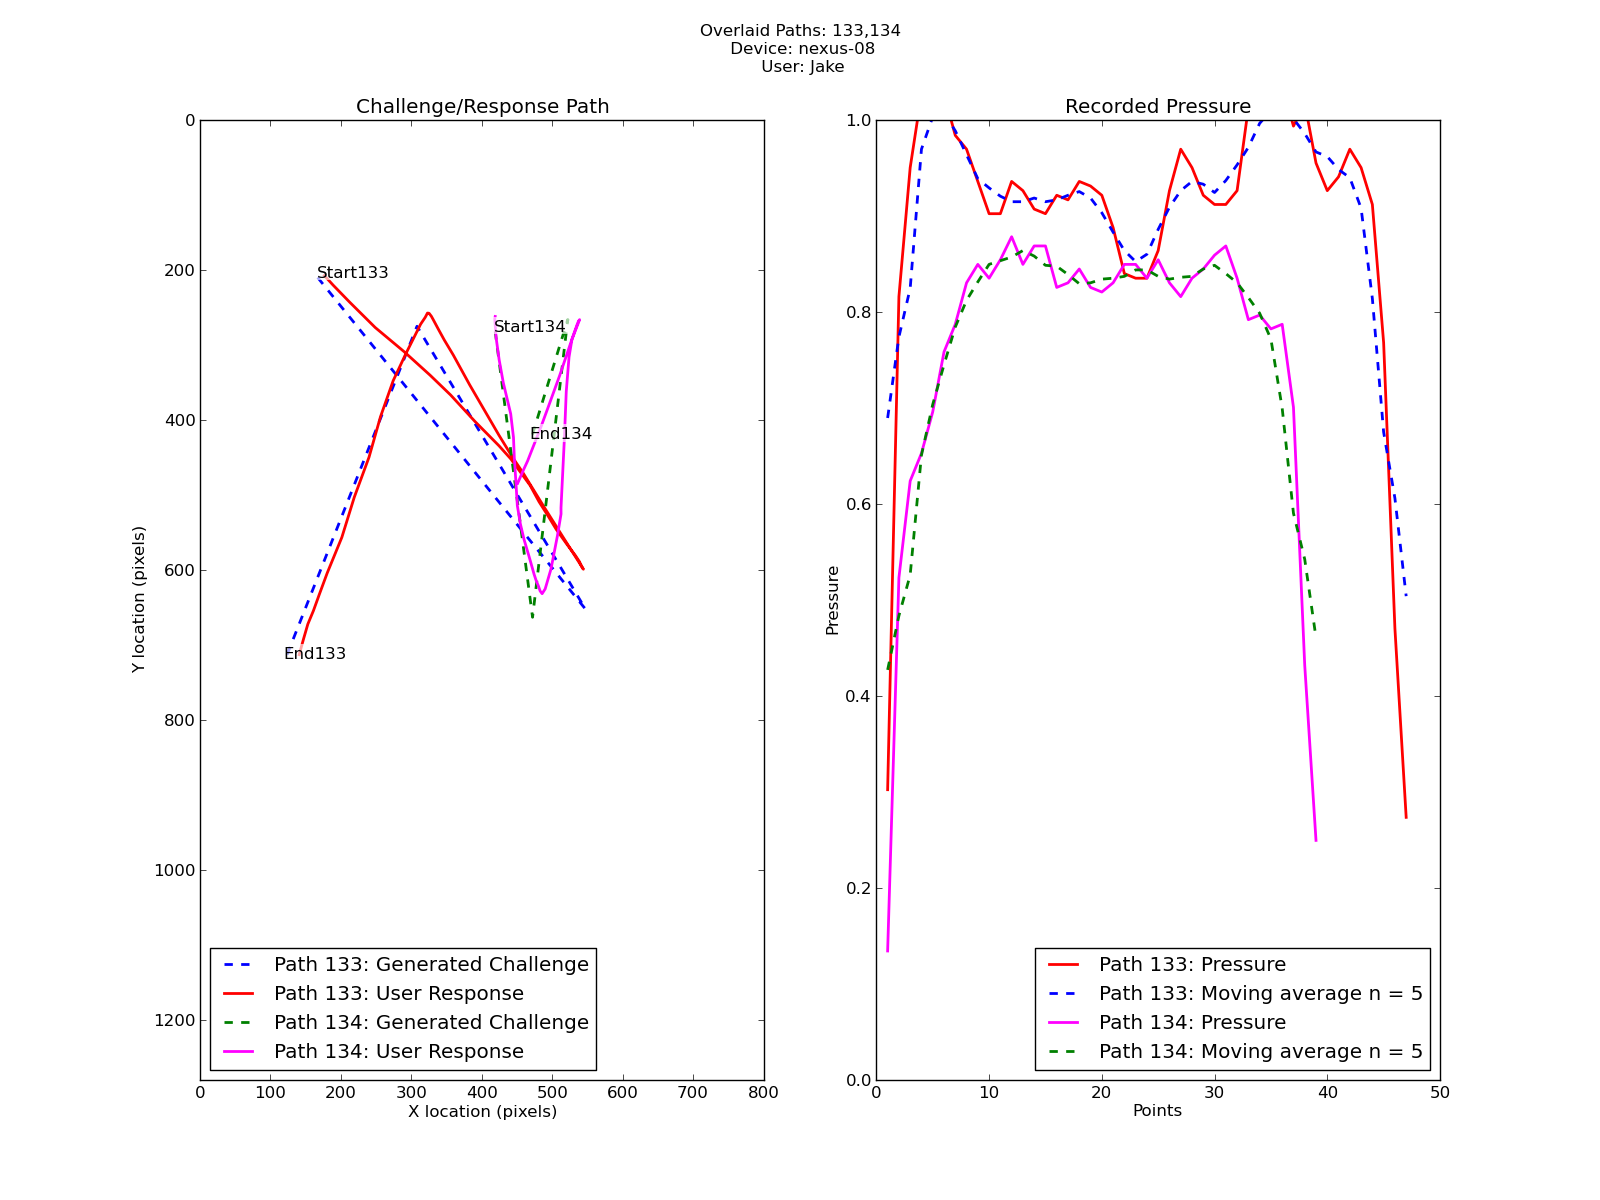 Overlaid Paths: 133,134
Device: nexus-08
User: Jake
Challenge/Response Path
0
200
400
600
800
1000
1200
Y location (pixels)
Start133
Start134
End134
End133
Path 133: Generated Challenge
Path 133: User Response
Path 134: Generated Challenge
Path 134: User Response
0 100 200 300 400 500 600 700 800
X location (pixels)
Recorded Pressure
1.0
0.8
0.6
0.4
0.2
0.0
Pressure
Path 133: Pressure
Path 133: Moving average n = 5
Path 134: Pressure
Path 134: Moving average n = 5
0 10 20 30 40 50
Points